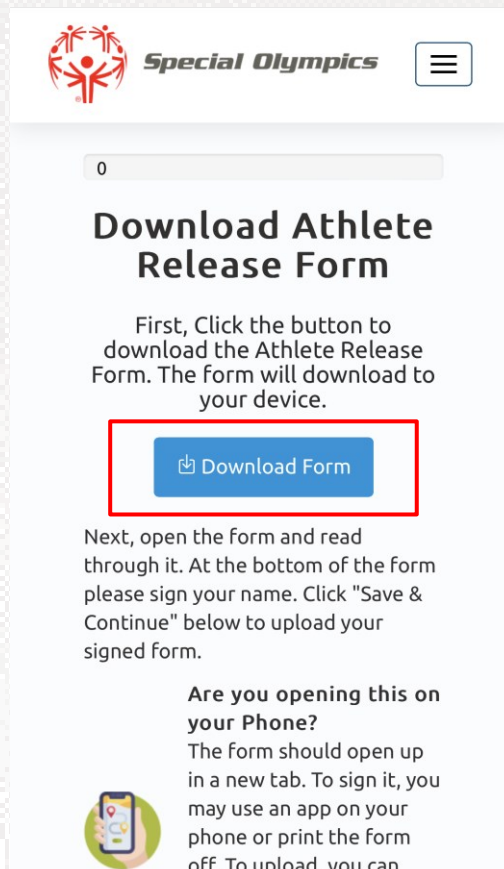 Special Olympics
0
Download Athlete
Release Form
First, Click the button to
download the Athlete Release
Form. The form will download to
your device.
Download Form
Next, open the form and read
through it. At the bottom of the form
please sign your name. Click "Save &
Continue" below to upload your
signed form.
Are you opening this on
your Phone?
The form should open up
in a new tab. To sign it, you
may use an app on your
phone or print the form
off. To upload, you can